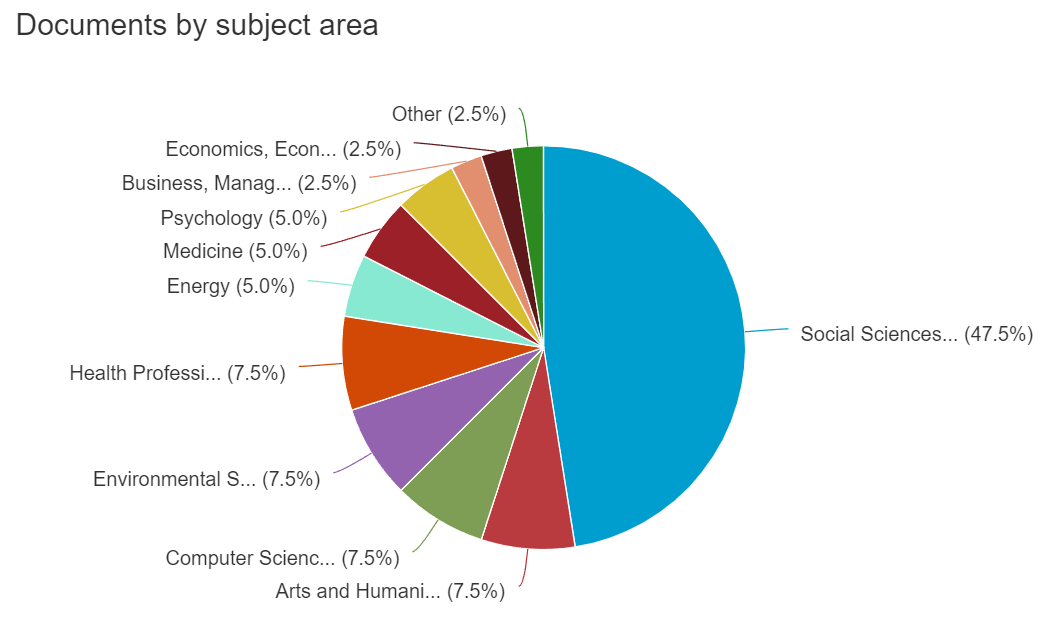 Documents by subject area
Other (2.5%)
Economics, Econ... (2.5%)
Business, Manag... (2.5%)
Psychology (5.0%)
Medicine (5.0%)
Energy (5.0%)
Social Sciences... (47.5%)
Health Professi... (7.5%)
Environmental S... (7.5%)
Computer Scienc... (7.5%)
Arts and Humani... (7.5%)